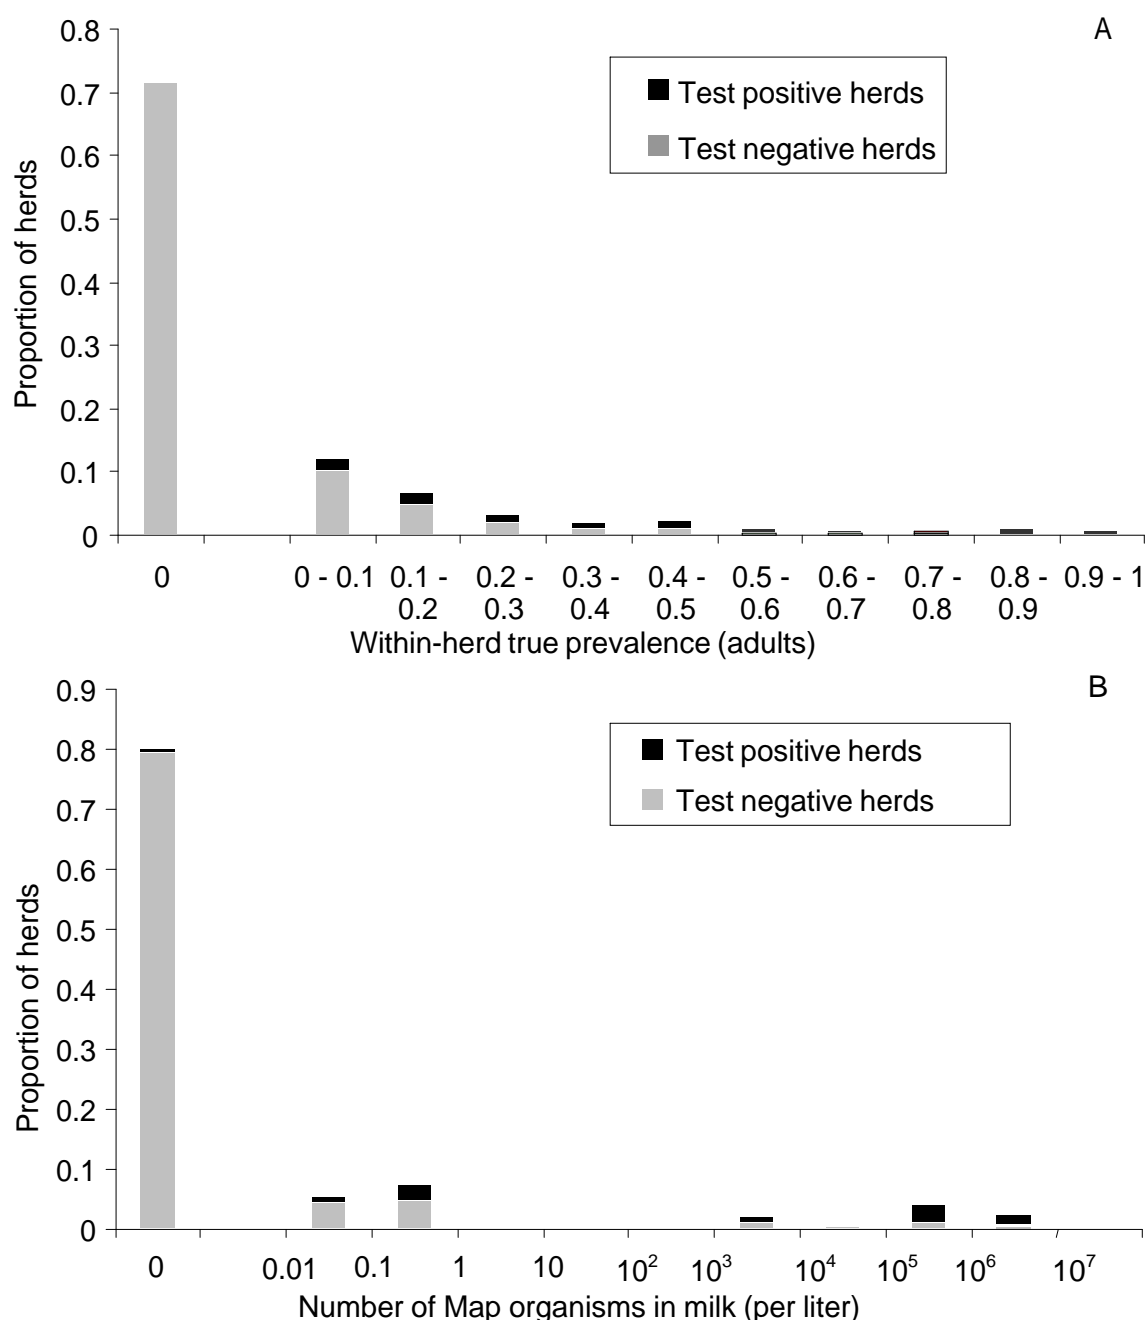 A
0.8
0.7
0.6
0.5
0.4
0.3
0.2
0.1
0
Proportion of herds
Test positive herds
Test negative herds
0 0 - 0.1 0.1 - 0.2 - 0.3 - 0.4 - 0.5 - 0.6 - 0.7 - 0.8 - 0.9 - 1
0.2 0.3 0.4 0.5 0.6 0.7 0.8 0.9
Within-herd true prevalence (adults)
B
0.9
0.8
0.7
0.6
0.5
0.4
0.3
0.2
0.1
0
Proportion of herds
Test positive herds
Test negative herds
0 0.01 0.1 1 10 10² 10³ 10⁴ 10⁵ 10⁶ 10⁷
Number of Map organisms in milk (per liter)